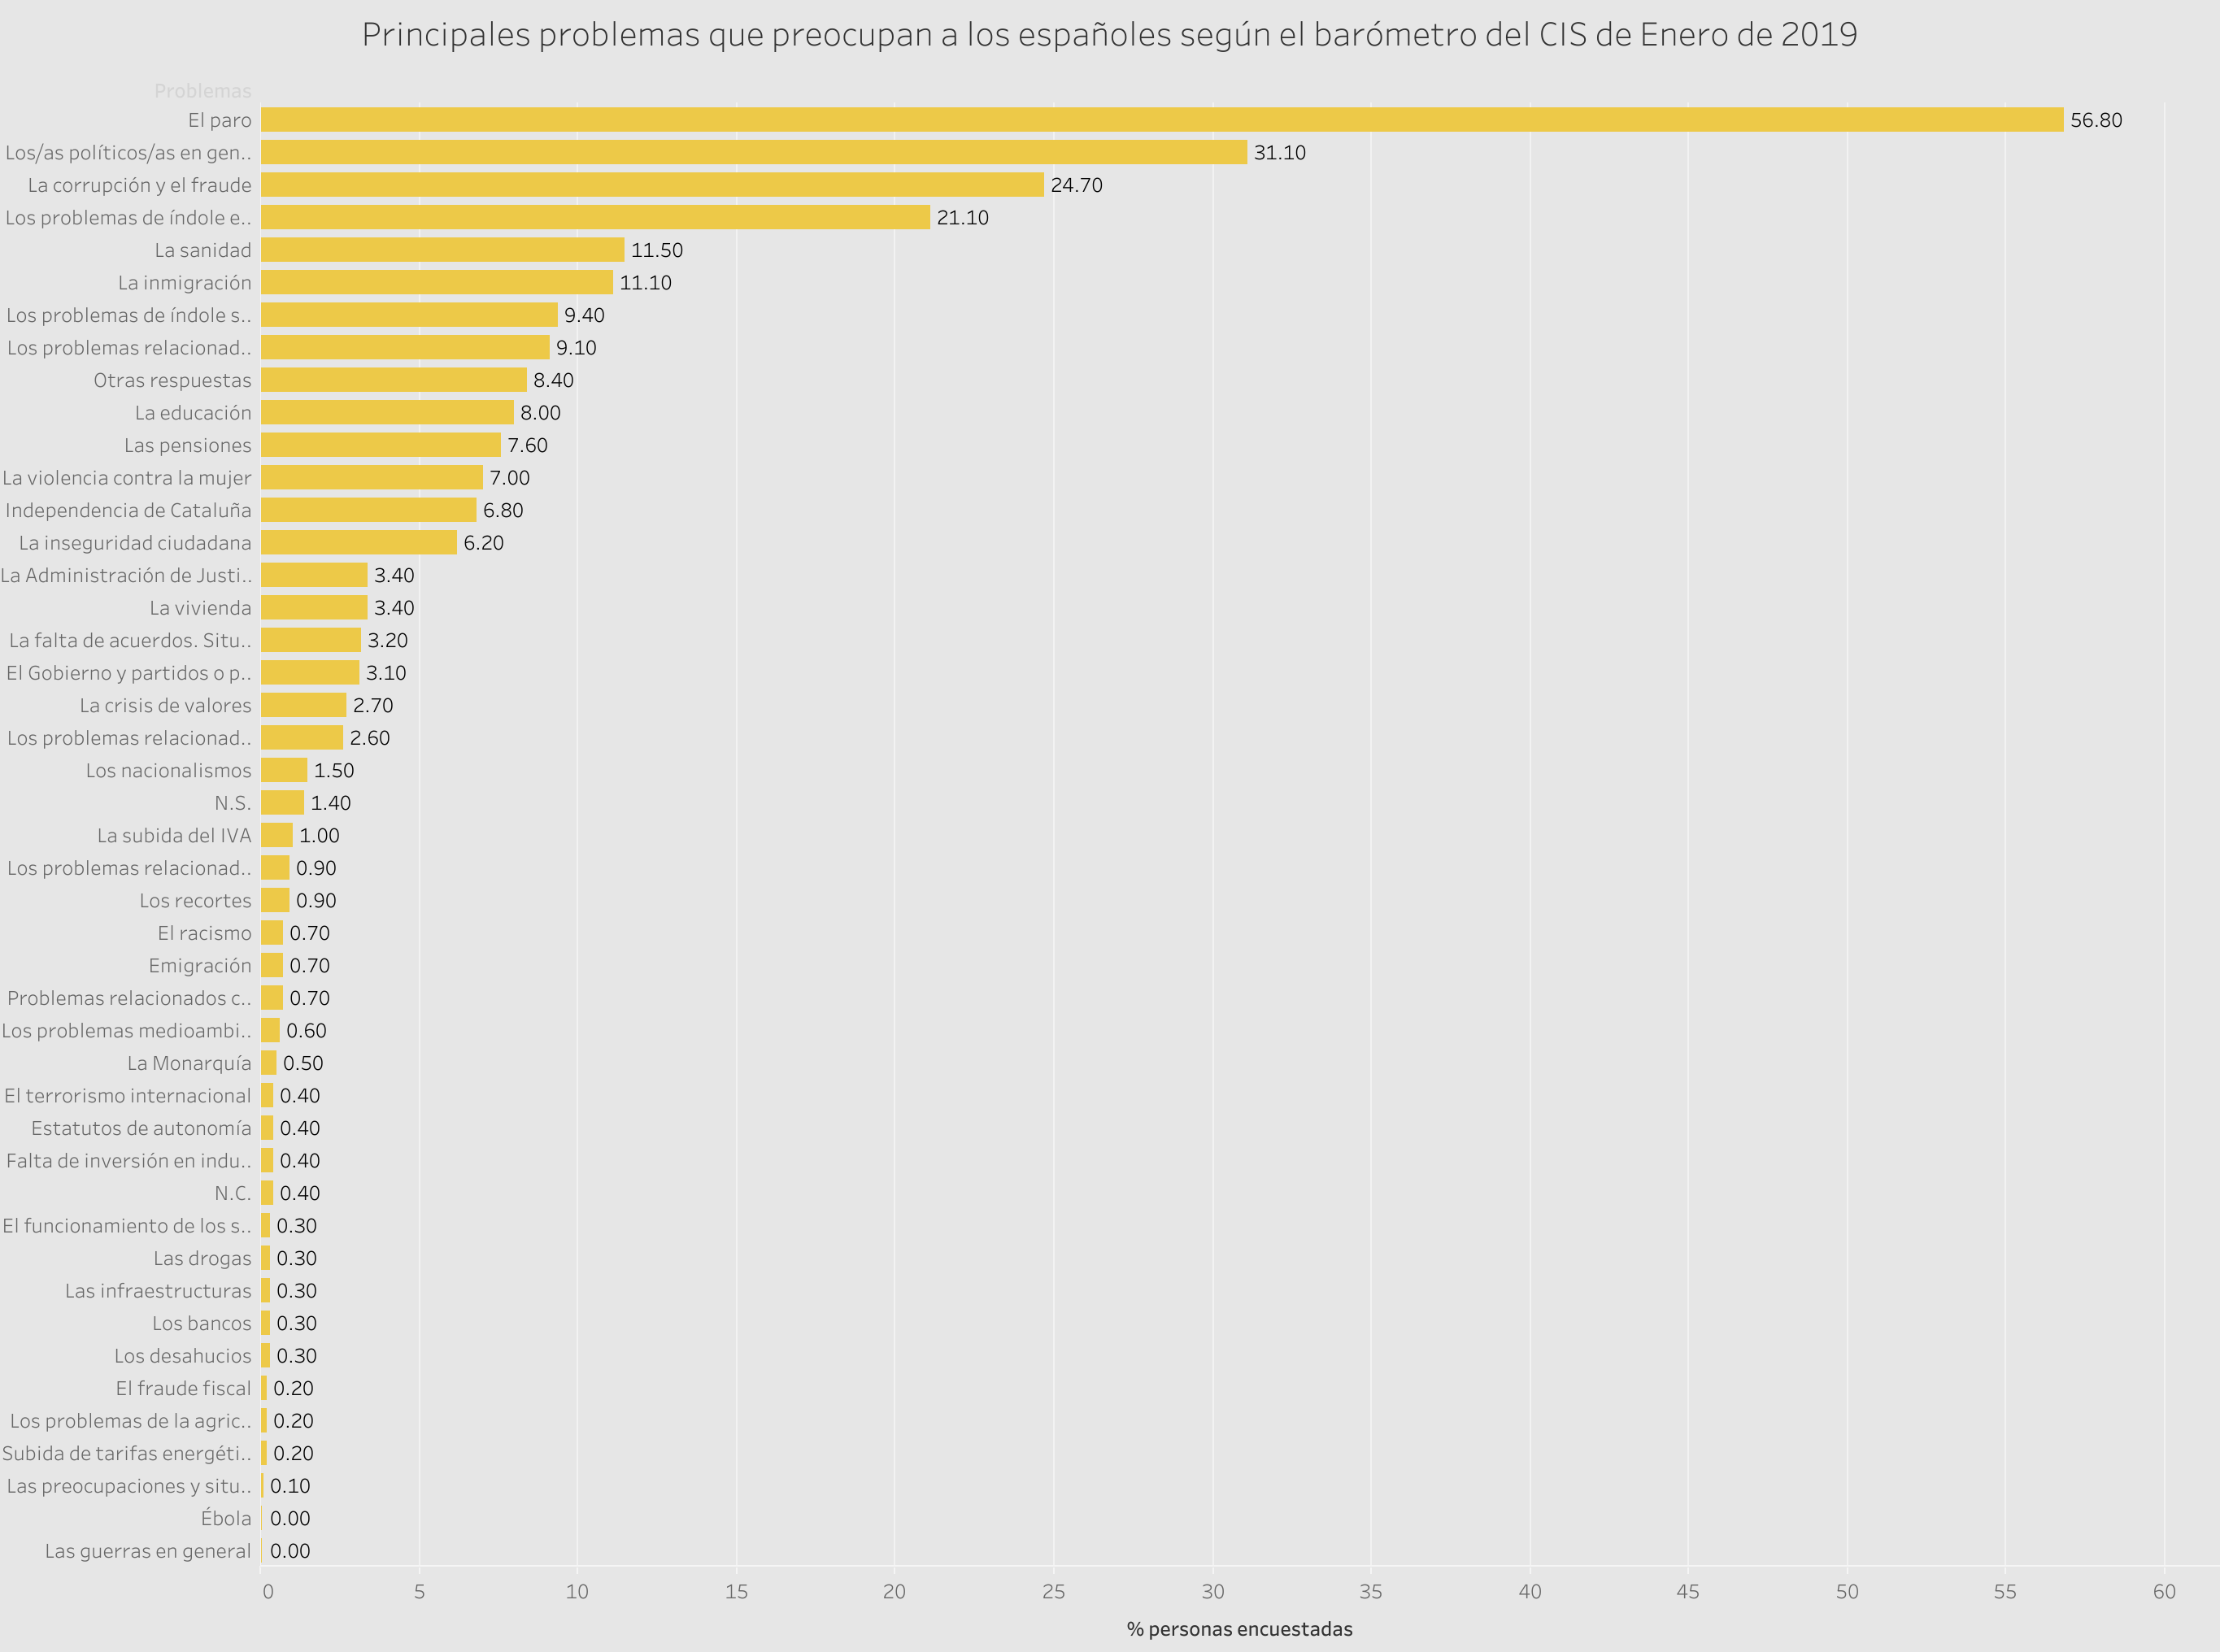 Principales problemas que preocupan a los españoles según el barómetro del CIS de Enero de 2019
Problemas
El paro 56.80
Los/as políticos/as en gen.. 31.10
La corrupción y el fraude 24.70
Los problemas de índole e.. 21.10
La sanidad 11.50
La inmigración 11.10
Los problemas de índole s.. 9.40
Los problemas relacionad.. 9.10
Otras respuestas 8.40
La educación 8.00
Las pensiones 7.60
La violencia contra la mujer 7.00
Independencia de Cataluña 6.80
La inseguridad ciudadana 6.20
La Administración de Justi.. 3.40
La vivienda 3.40
La falta de acuerdos. Situ.. 3.20
El Gobierno y partidos o p.. 3.10
La crisis de valores 2.70
Los problemas relacionad.. 2.60
Los nacionalismos 1.50
N.S. 1.40
La subida del IVA 1.00
Los problemas relacionad.. 0.90
Los recortes 0.90
El racismo 0.70
Emigración 0.70
Problemas relacionados c.. 0.70
Los problemas medioambi.. 0.60
La Monarquía 0.50
El terrorismo internacional 0.40
Estatutos de autonomía 0.40
Falta de inversión en indu.. 0.40
N.C. 0.40
El funcionamiento de los s.. 0.30
Las drogas 0.30
Las infraestructuras 0.30
Los bancos 0.30
Los desahucios 0.30
El fraude fiscal 0.20
Los problemas de la agric.. 0.20
Subida de tarifas energéti.. 0.20
Las preocupaciones y situ.. 0.10
Ébola 0.00
Las guerras en general 0.00
0 5 10 15 20 25 30 35 40 45 50 55 60
% personas encuestadas